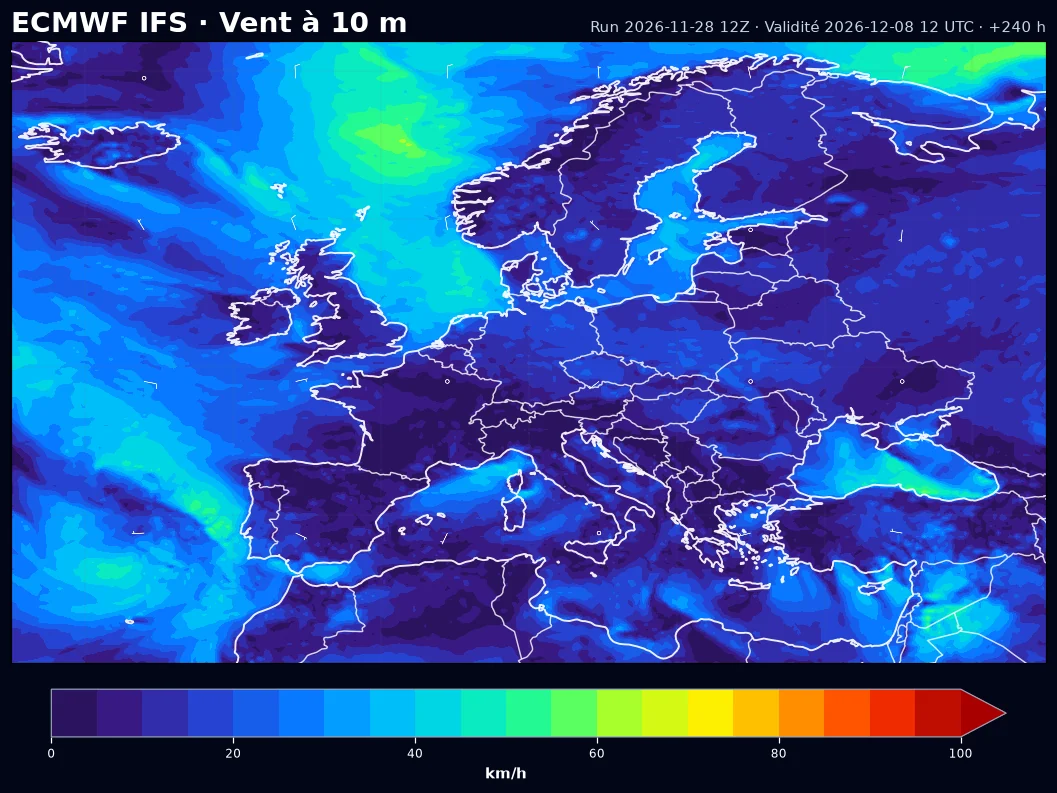 ECMWF IFS · Vent à 10 m
Run 2026-11-28 12Z · Validité 2026-12-08 12 UTC · +240 h
0 20 40 60 80 100
km/h